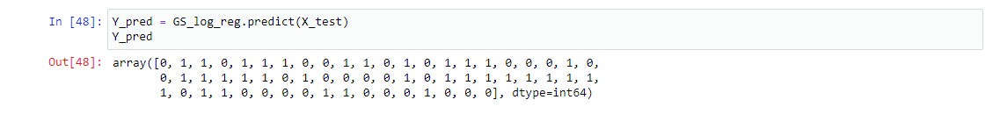 In [48]: Y_pred = GS_log_reg.predict(X_test)
Y_pred
Out[48]: array([0, 1, 1, 0, 1, 1, 1, 0, 0, 1, 1, 0, 1, 0, 1, 1, 1, 0, 0, 0, 1, 0,
0, 1, 1, 1, 1, 1, 0, 1, 0, 0, 0, 0, 1, 0, 1, 1, 1, 1, 1, 1, 1, 1,
1, 0, 1, 1, 0, 0, 0, 0, 1, 1, 0, 0, 0, 1, 0, 0, 0], dtype=int64)